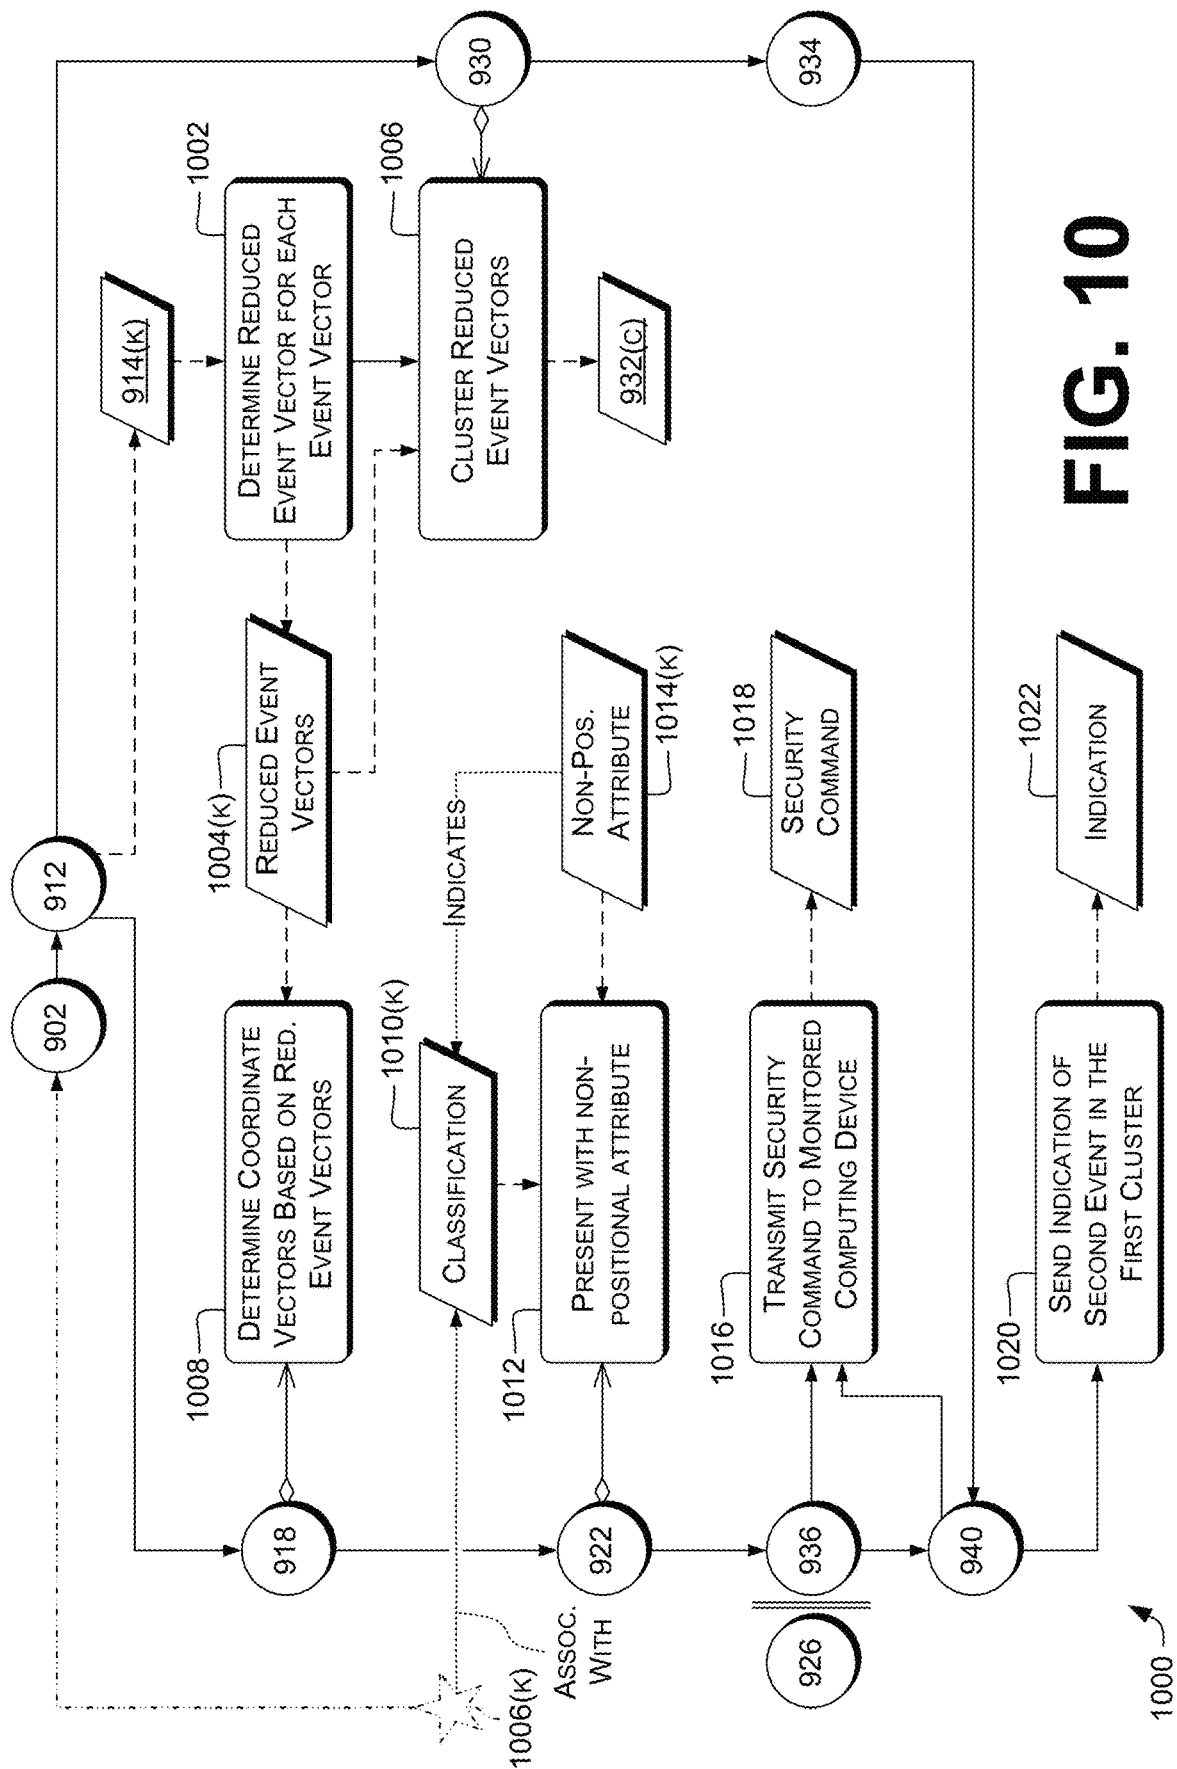 902
912
914(K)
1002
DETERMINE REDUCED
EVENT VECTOR FOR EACH
EVENT VECTOR
930
1004(K)
REDUCED EVENT
VECTORS
1006
CLUSTER REDUCED
EVENT VECTORS
932(C)
934
918
1008
DETERMINE COORDINATE
VECTORS BASED ON RED.
EVENT VECTORS
1006(K)
ASSOC.
WITH
1010(K)
CLASSIFICATION
INDICATES
922
1012
PRESENT WITH NON-
POSITIONAL ATTRIBUTE
NON-POS.
ATTRIBUTE
1014(K)
926
936
1016
TRANSMIT SECURITY
COMMAND TO MONITORED
COMPUTING DEVICE
1018
SECURITY
COMMAND
940
1020
SEND INDICATION OF
SECOND EVENT IN THE
FIRST CLUSTER
1022
INDICATION
1000
FIG. 10